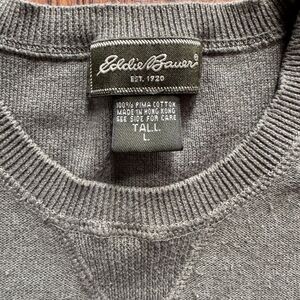 Eddie Bauer®
EST. 1920
100% PIMA COTTON
MADE IN HONG KONG
SEE SIDE FOR CARE
TALL
L